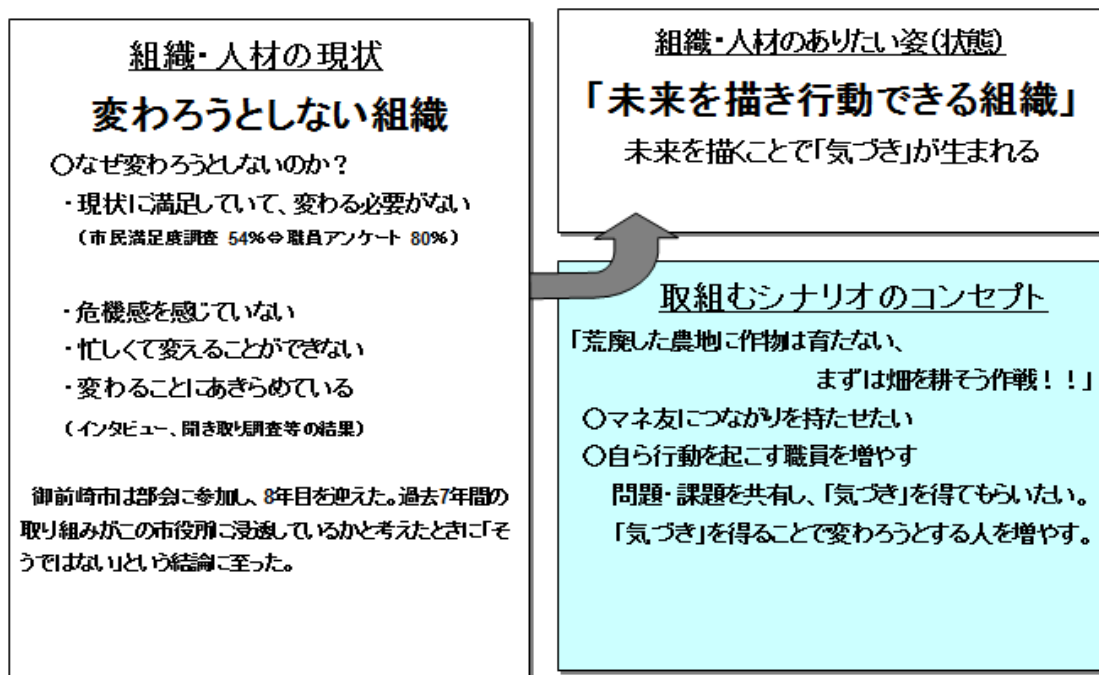 組織・人材の現状
変わろうとしない組織
○なぜ変わろうとしないのか?
・現状に満足していて、変わる必要がない
(市民満足度調査 54%⇔職員アンケート 80%)
・危機感を感じていない
・忙しくて変えることができない
・変わることにあきらめている
(インタビュー、聞き取り調査等の結果)
御前崎市は部会に参加し、8年目を迎えた。過去7年間の
取り組みがこの市役所に浸透しているかと考えたときに「そ
うではない」という結論に至った。
組織・人材のありたい姿(状態)
「未来を描き行動できる組織」
未来を描くことで「気づき」が生まれる
取組むシナリオのコンセプト
「荒廃した農地に作物は育たない、
まずは畑を耕そう作戦!!」
○マネ友につながりを持たせたい
○自ら行動を起こす職員を増やす
問題・課題を共有し、「気づき」を得てもらいたい。
「気づき」を得ることで変わろうとする人を増やす。